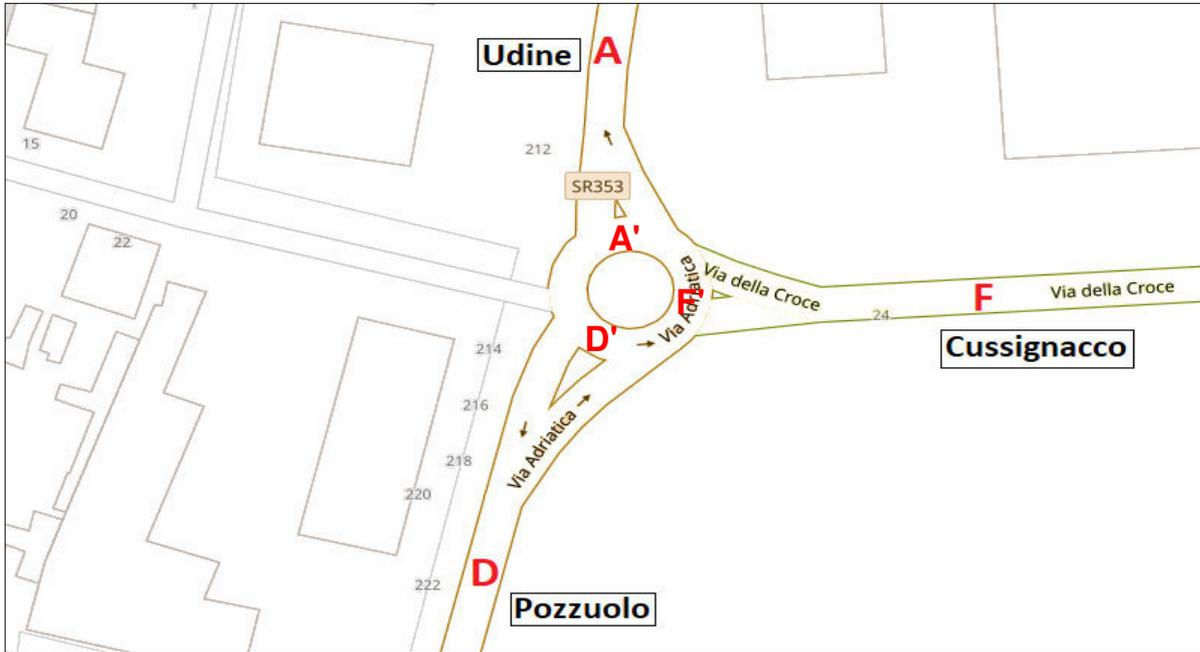 Udine
A
15
212
SR353
20
22
A'
Via Adriatica
Via della Croce
F'
F
Via della Croce
24
D'
Via Adriatica
Cussignacco
214
216
Via Adriatica
218
220
D
222
Pozzuolo